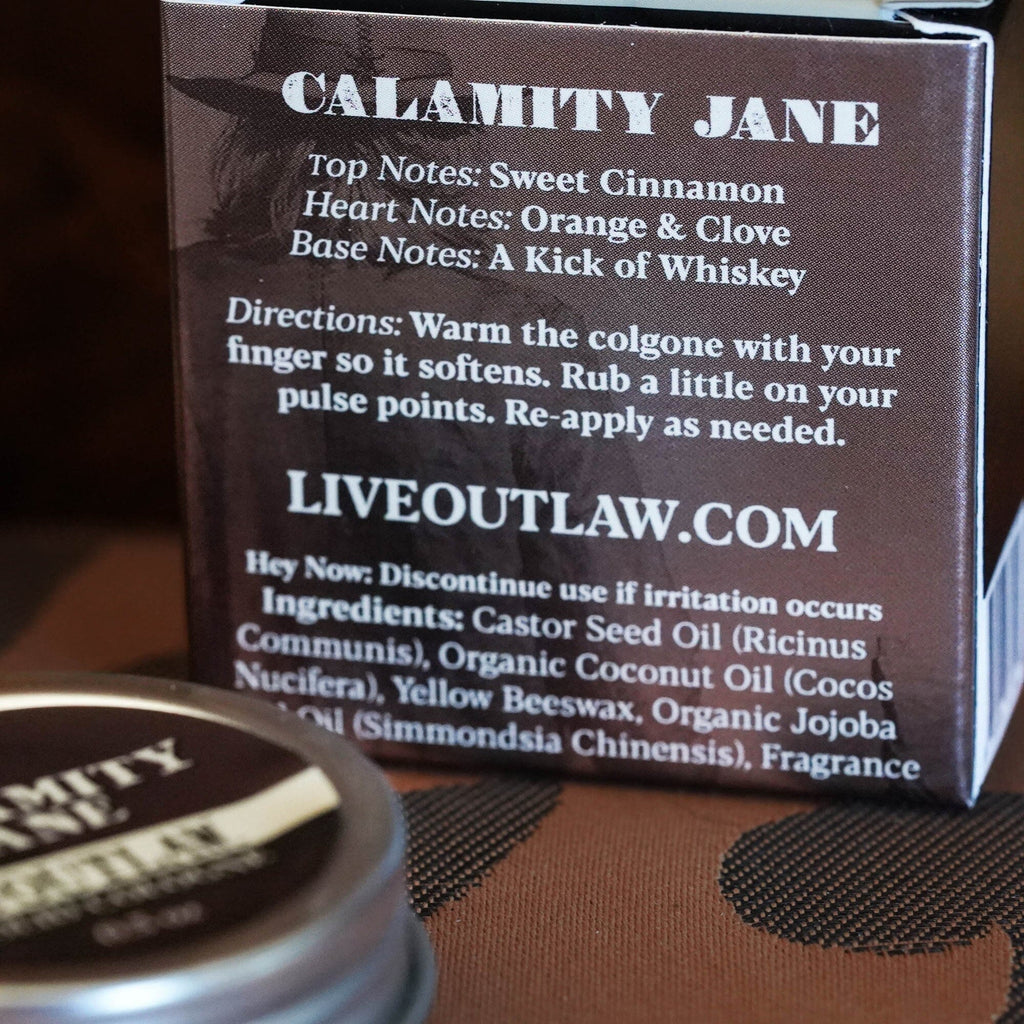 CALAMITY JANE
Top Notes: Sweet Cinnamon
Heart Notes: Orange & Clove
Base Notes: A Kick of Whiskey
Directions: Warm the colgone with your
finger so it softens. Rub a little on your
pulse points. Re-apply as needed.
LIVEOUTLAW.COM
Hey Now: Discontinue use if irritation occurs
Ingredients: Castor Seed Oil (Ricinus
Communis), Organic Coconut Oil (Cocos
Nucifera), Yellow Beeswax, Organic Jojoba
Oil (Simmondsia Chinensis), Fragrance
AMITY
ANE
OUTLAW